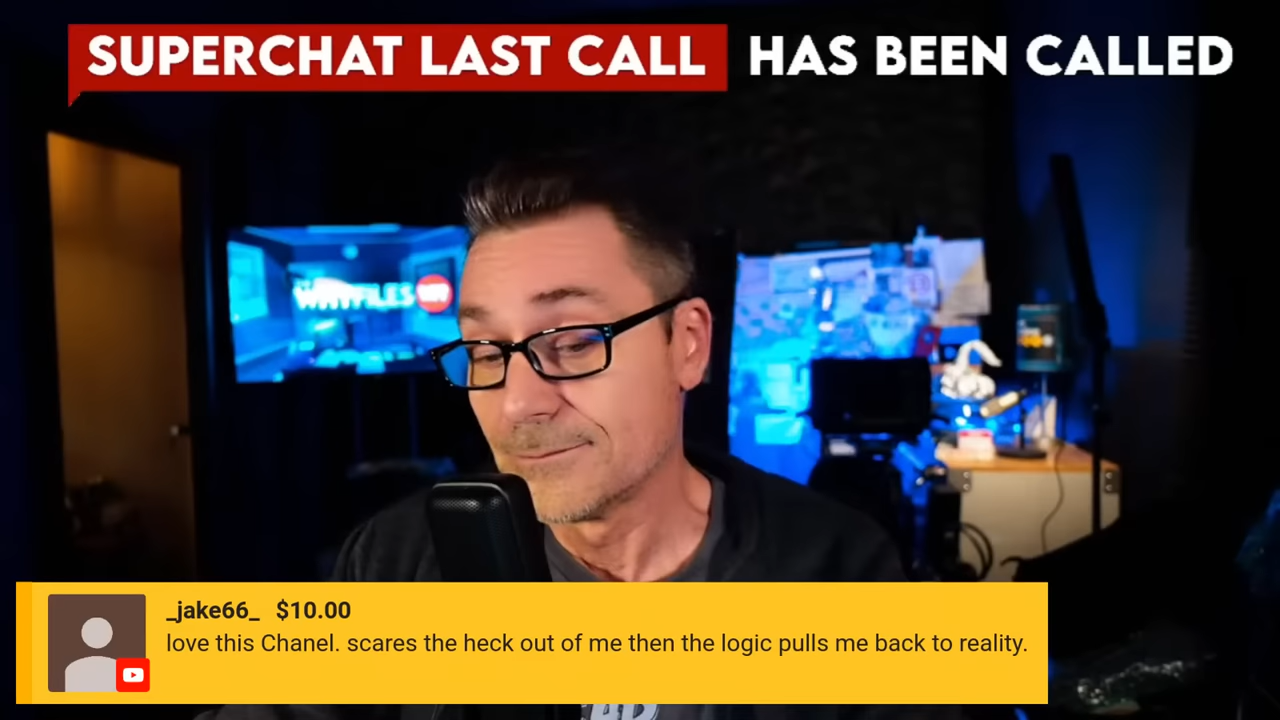 SUPERCHAT LAST CALL HAS BEEN CALLED
WHYFILES
_jake66_ $10.00
love this Chanel. scares the heck out of me then the logic pulls me back to reality.